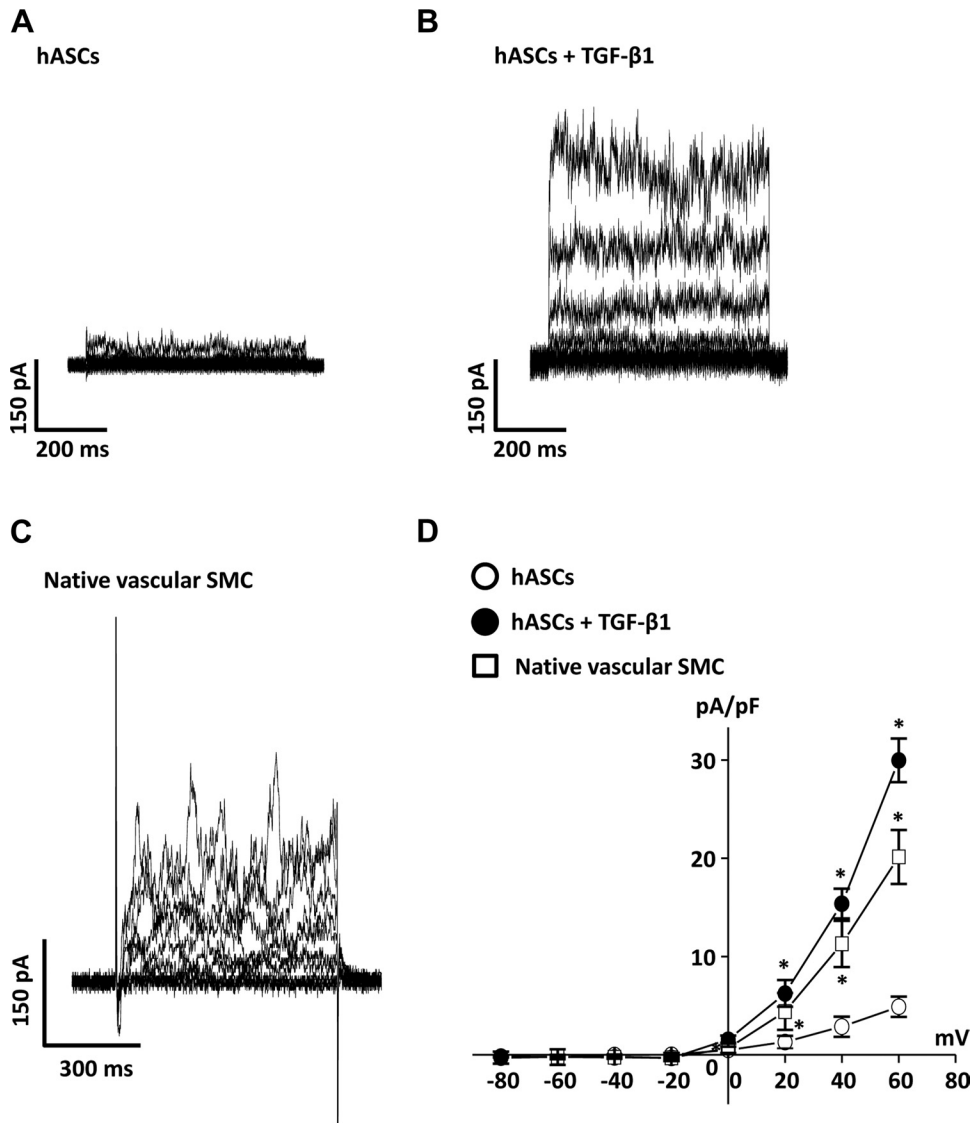 A
hASCs
150 pA
200 ms
B
hASCs + TGF-β1
150 pA
200 ms
C
Native vascular SMC
150 pA
300 ms
D
hASCs
hASCs + TGF-β1
Native vascular SMC
pA/pF
30
20
10
0
mV
-80 -60 -40 -20 0 20 40 60 80
* * * * * * *